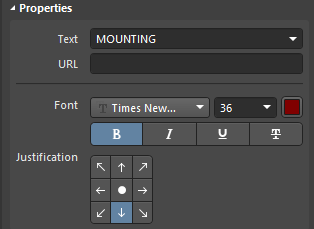 Properties
Text MOUNTING
URL
Font T Times New... 36
B I U T
Justification